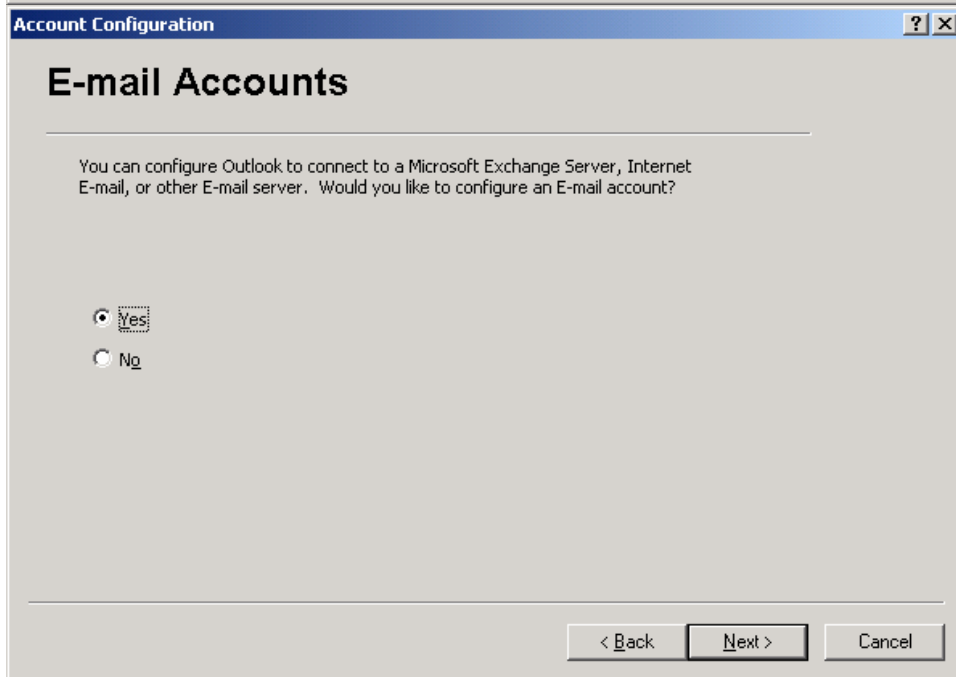 Account Configuration
E-mail Accounts
You can configure Outlook to connect to a Microsoft Exchange Server, Internet
E-mail, or other E-mail server.  Would you like to configure an E-mail account?
Yes
No
< Back Next > Cancel